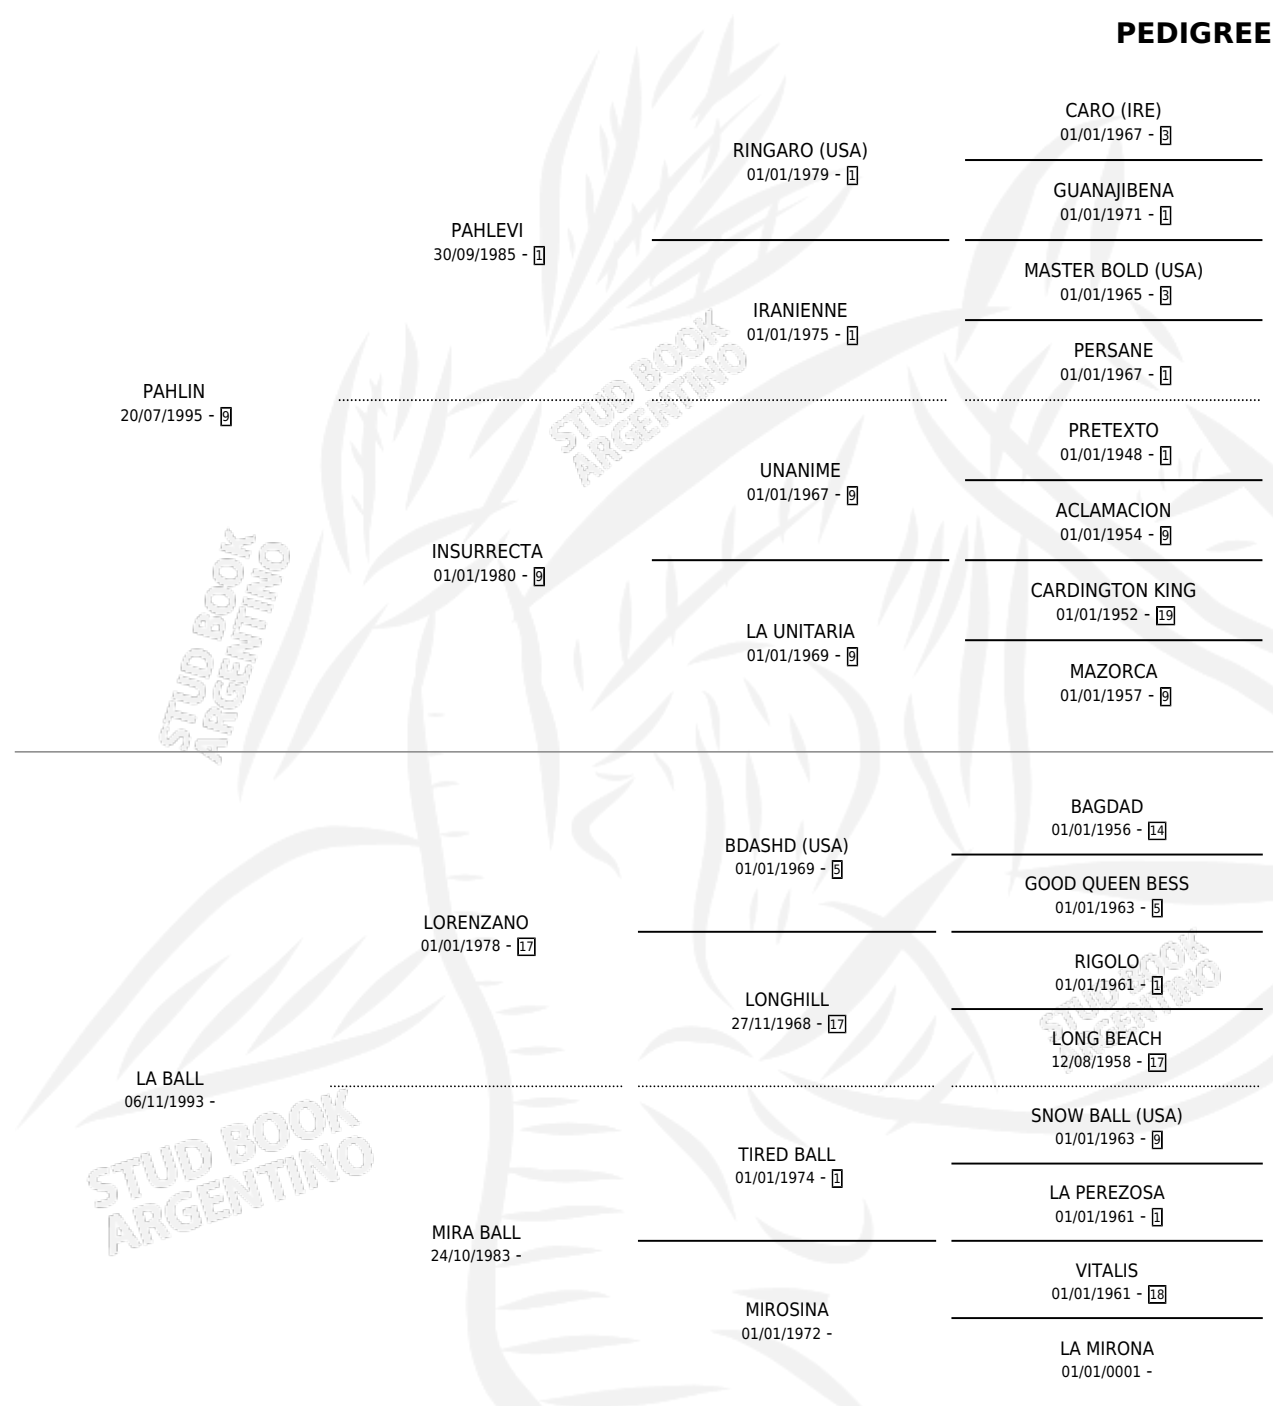 PEDIGREE
CARO (IRE)
01/01/1967 - 3
RINGARO (USA)
01/01/1979 - 1
GUANAJIBENA
01/01/1971 - 1
PAHLEVI
30/09/1985 - 1
MASTER BOLD (USA)
01/01/1965 - 3
IRANIENNE
01/01/1975 - 1
PERSANE
01/01/1967 - 1
PAHLIN
20/07/1995 - 9
PRETEXTO
01/01/1948 - 1
UNANIME
01/01/1967 - 9
ACLAMACION
01/01/1954 - 9
INSURRECTA
01/01/1980 - 9
CARDINGTON KING
01/01/1952 - 19
LA UNITARIA
01/01/1969 - 9
MAZORCA
01/01/1957 - 9
BAGDAD
01/01/1956 - 14
BDASHD (USA)
01/01/1969 - 5
GOOD QUEEN BESS
01/01/1963 - 5
LORENZANO
01/01/1978 - 17
RIGOLO
01/01/1961 - 1
LONGHILL
27/11/1968 - 17
LONG BEACH
12/08/1958 - 17
LA BALL
06/11/1993 -
SNOW BALL (USA)
01/01/1963 - 9
TIRED BALL
01/01/1974 - 1
LA PEREZOSA
01/01/1961 - 1
MIRA BALL
24/10/1983 -
VITALIS
01/01/1961 - 18
MIROSINA
01/01/1972 -
LA MIRONA
01/01/0001 -
STUD BOOK
ARGENTINO
STUD BOOK
ARGENTINO
STUD BOOK
ARGENTINO
STUD BOOK
ARGENTINO